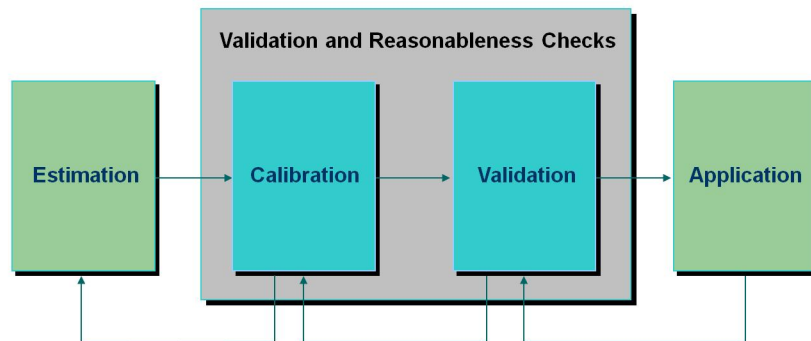 Validation and Reasonableness Checks
Estimation
Calibration
Validation
Application